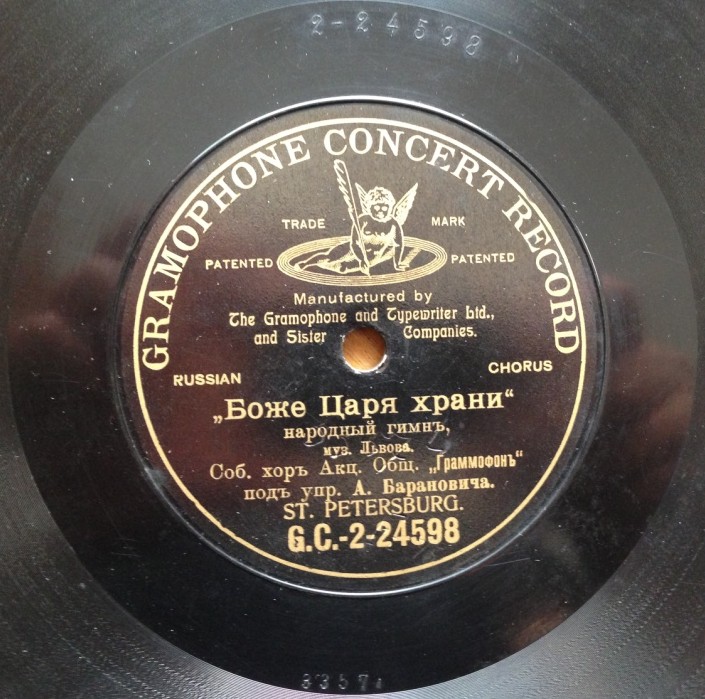 2-24598
GRAMOPHONE CONCERT RECORD
TRADE MARK
PATENTED PATENTED
Manufactured by
The Gramophone and Typewriter Ltd.,
and Sister Companies.
RUSSIAN CHORUS
„Боже Царя храни“
народный гимнъ,
муз. Львова.
Соб. хоръ Акц. Общ. „Граммофонъ“
подъ упр. А. Барановича.
ST. PETERSBURG.
G.C.-2-24598